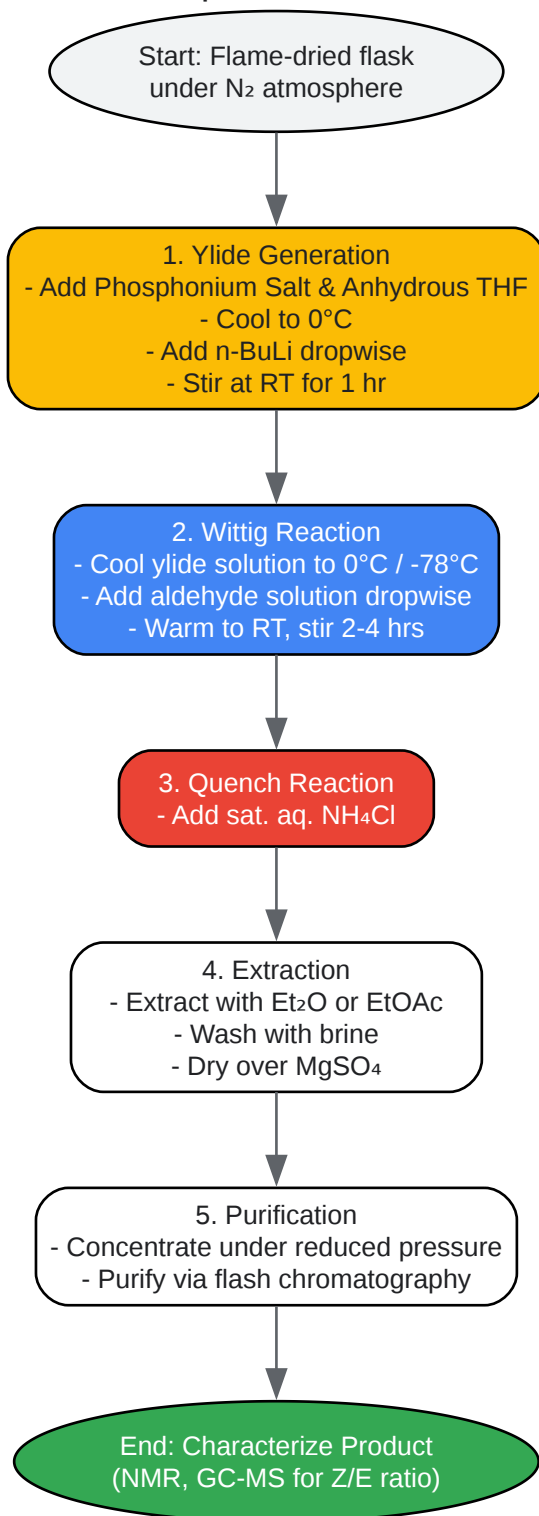 Start: Flame-dried flask
under N₂ atmosphere
1. Ylide Generation
- Add Phosphonium Salt & Anhydrous THF
- Cool to 0°C
- Add n-BuLi dropwise
- Stir at RT for 1 hr
2. Wittig Reaction
- Cool ylide solution to 0°C / -78°C
- Add aldehyde solution dropwise
- Warm to RT, stir 2-4 hrs
3. Quench Reaction
- Add sat. aq. NH₄Cl
4. Extraction
- Extract with Et₂O or EtOAc
- Wash with brine
- Dry over MgSO₄
5. Purification
- Concentrate under reduced pressure
- Purify via flash chromatography
End: Characterize Product
(NMR, GC-MS for Z/E ratio)